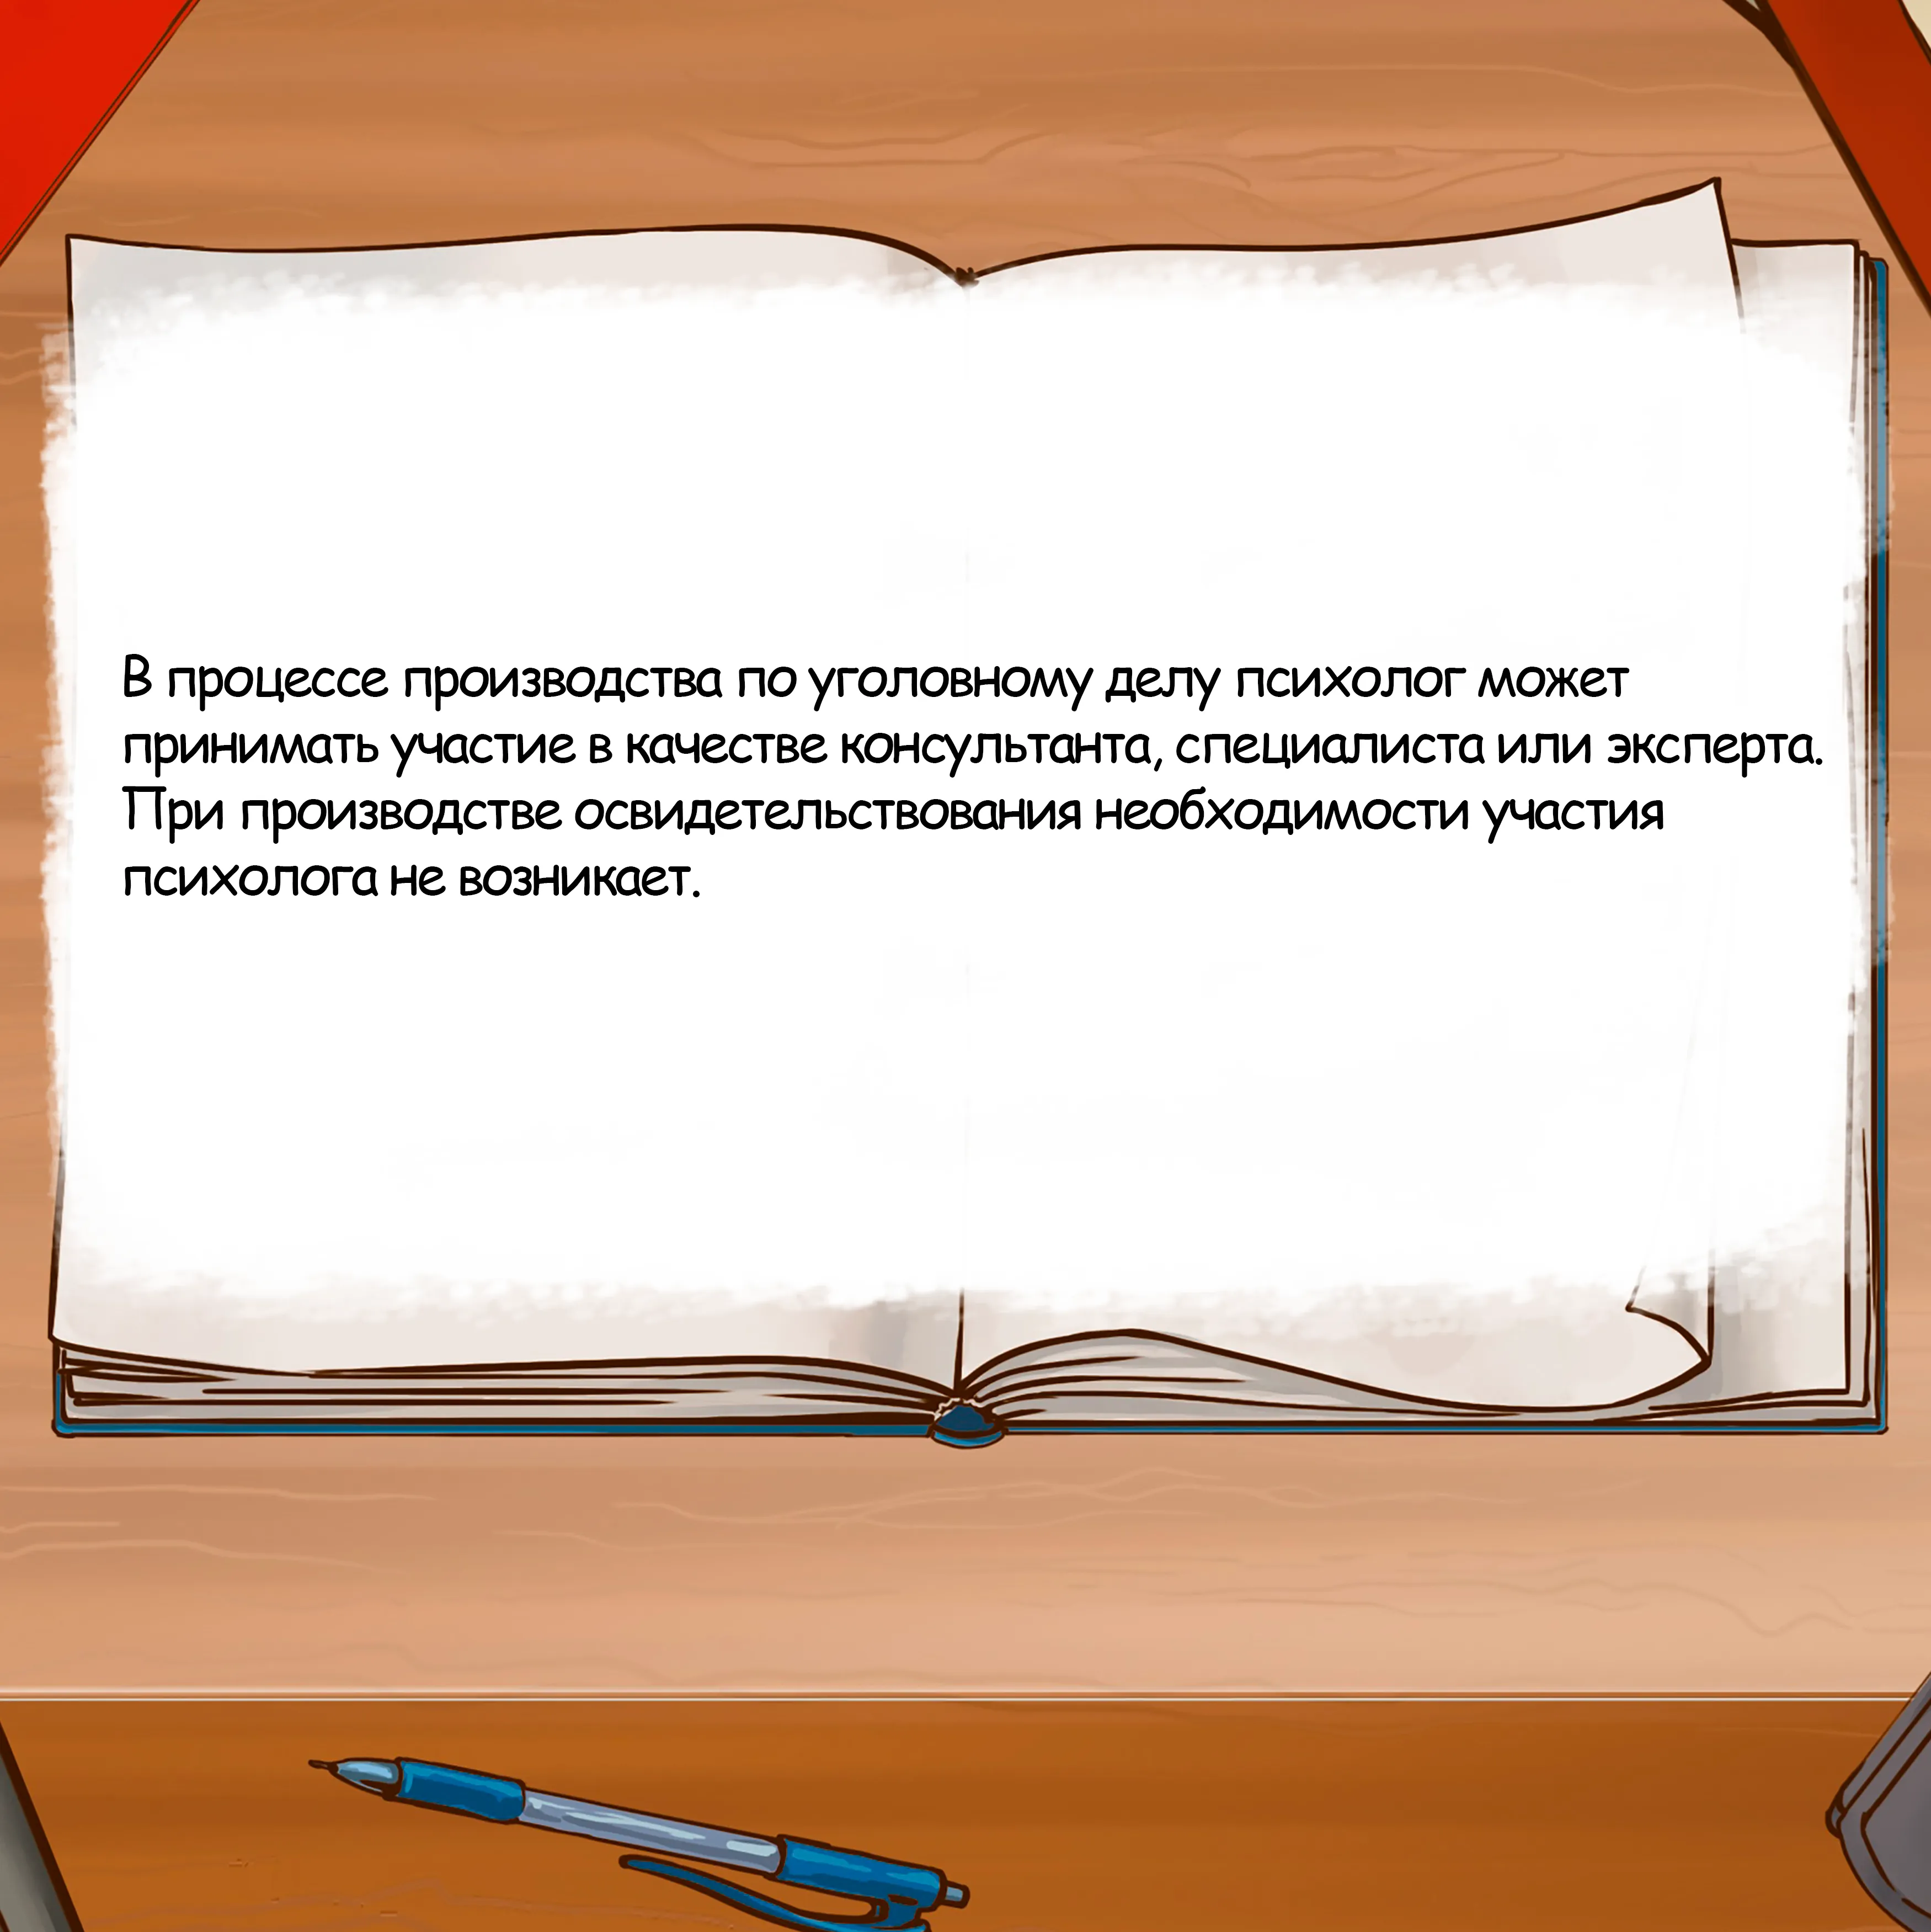 В процессе производства по уголовному делу психолог может
принимать участие в качестве консультанта, специалиста или эксперта.
При производстве освидетельствования необходимости участия
психолога не возникает.